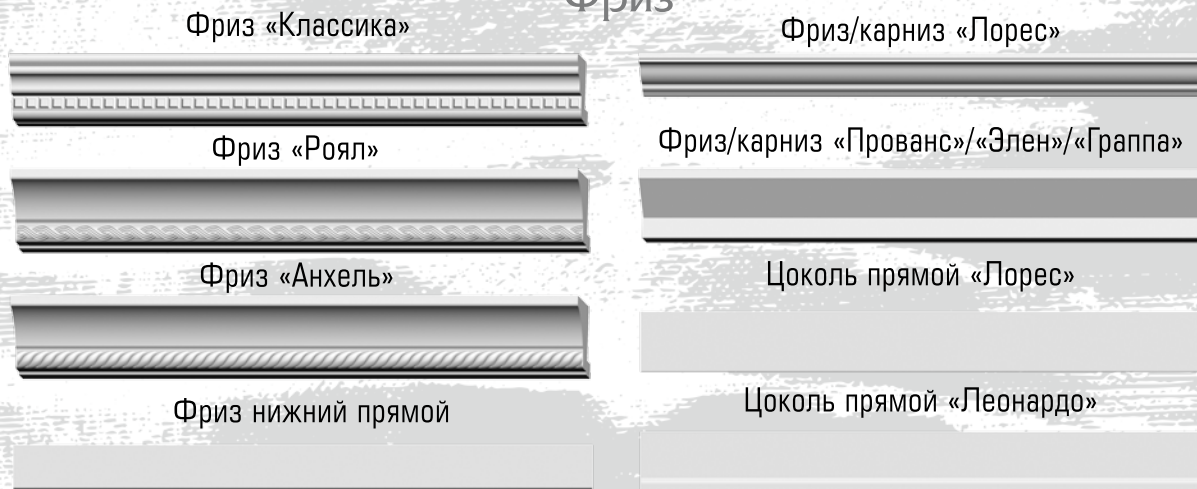 Фриз
Фриз «Классика»
Фриз «Роял»
Фриз «Анхель»
Фриз нижний прямой
Фриз/карниз «Лорес»
Фриз/карниз «Прованс»/«Элен»/«Граппа»
Цоколь прямой «Лорес»
Цоколь прямой «Леонардо»